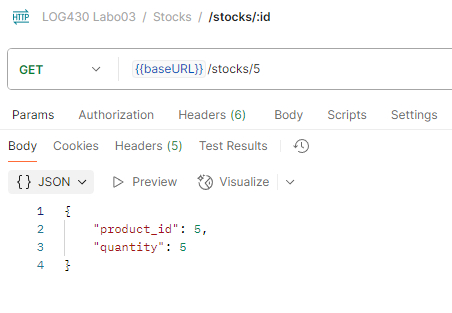 HTTP LOG430 Labo03 / Stocks / /stocks/:id
GET {{baseURL}}/stocks/5
Params Authorization Headers (6) Body Scripts Settings
Body Cookies Headers (5) Test Results
{} JSON Preview Visualize
1 {
2 "product_id": 5,
3 "quantity": 5
4 }